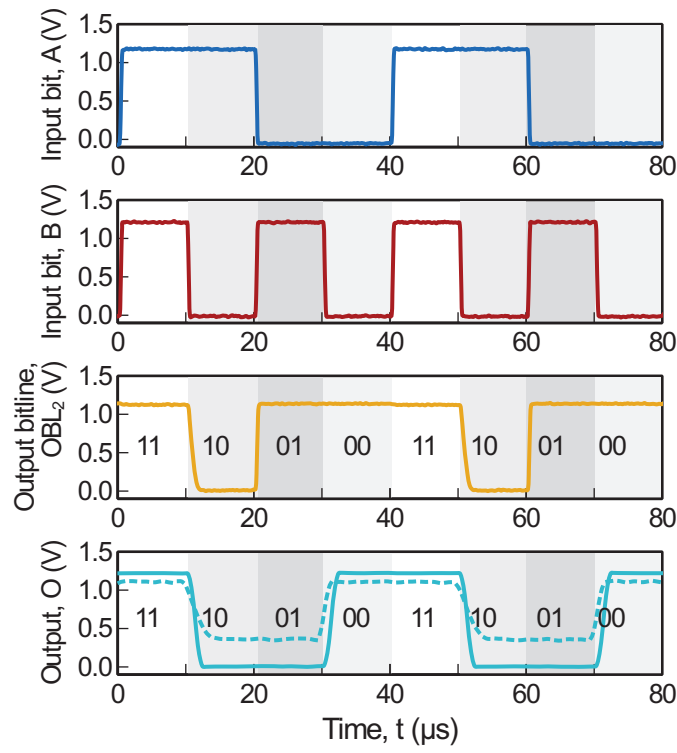 Input bit, A (V)
1.5
1.0
0.5
0.0
0 20 40 60 80
Input bit, B (V)
1.5
1.0
0.5
0.0
0 20 40 60 80
Output bitline,
OBL₂ (V)
1.5
1.0
0.5
0.0
11 10 01 00 11 10 01 00
0 20 40 60 80
Output, O (V)
1.5
1.0
0.5
0.0
11 10 01 00 11 10 01 00
0 20 40 60 80
Time, t (μs)